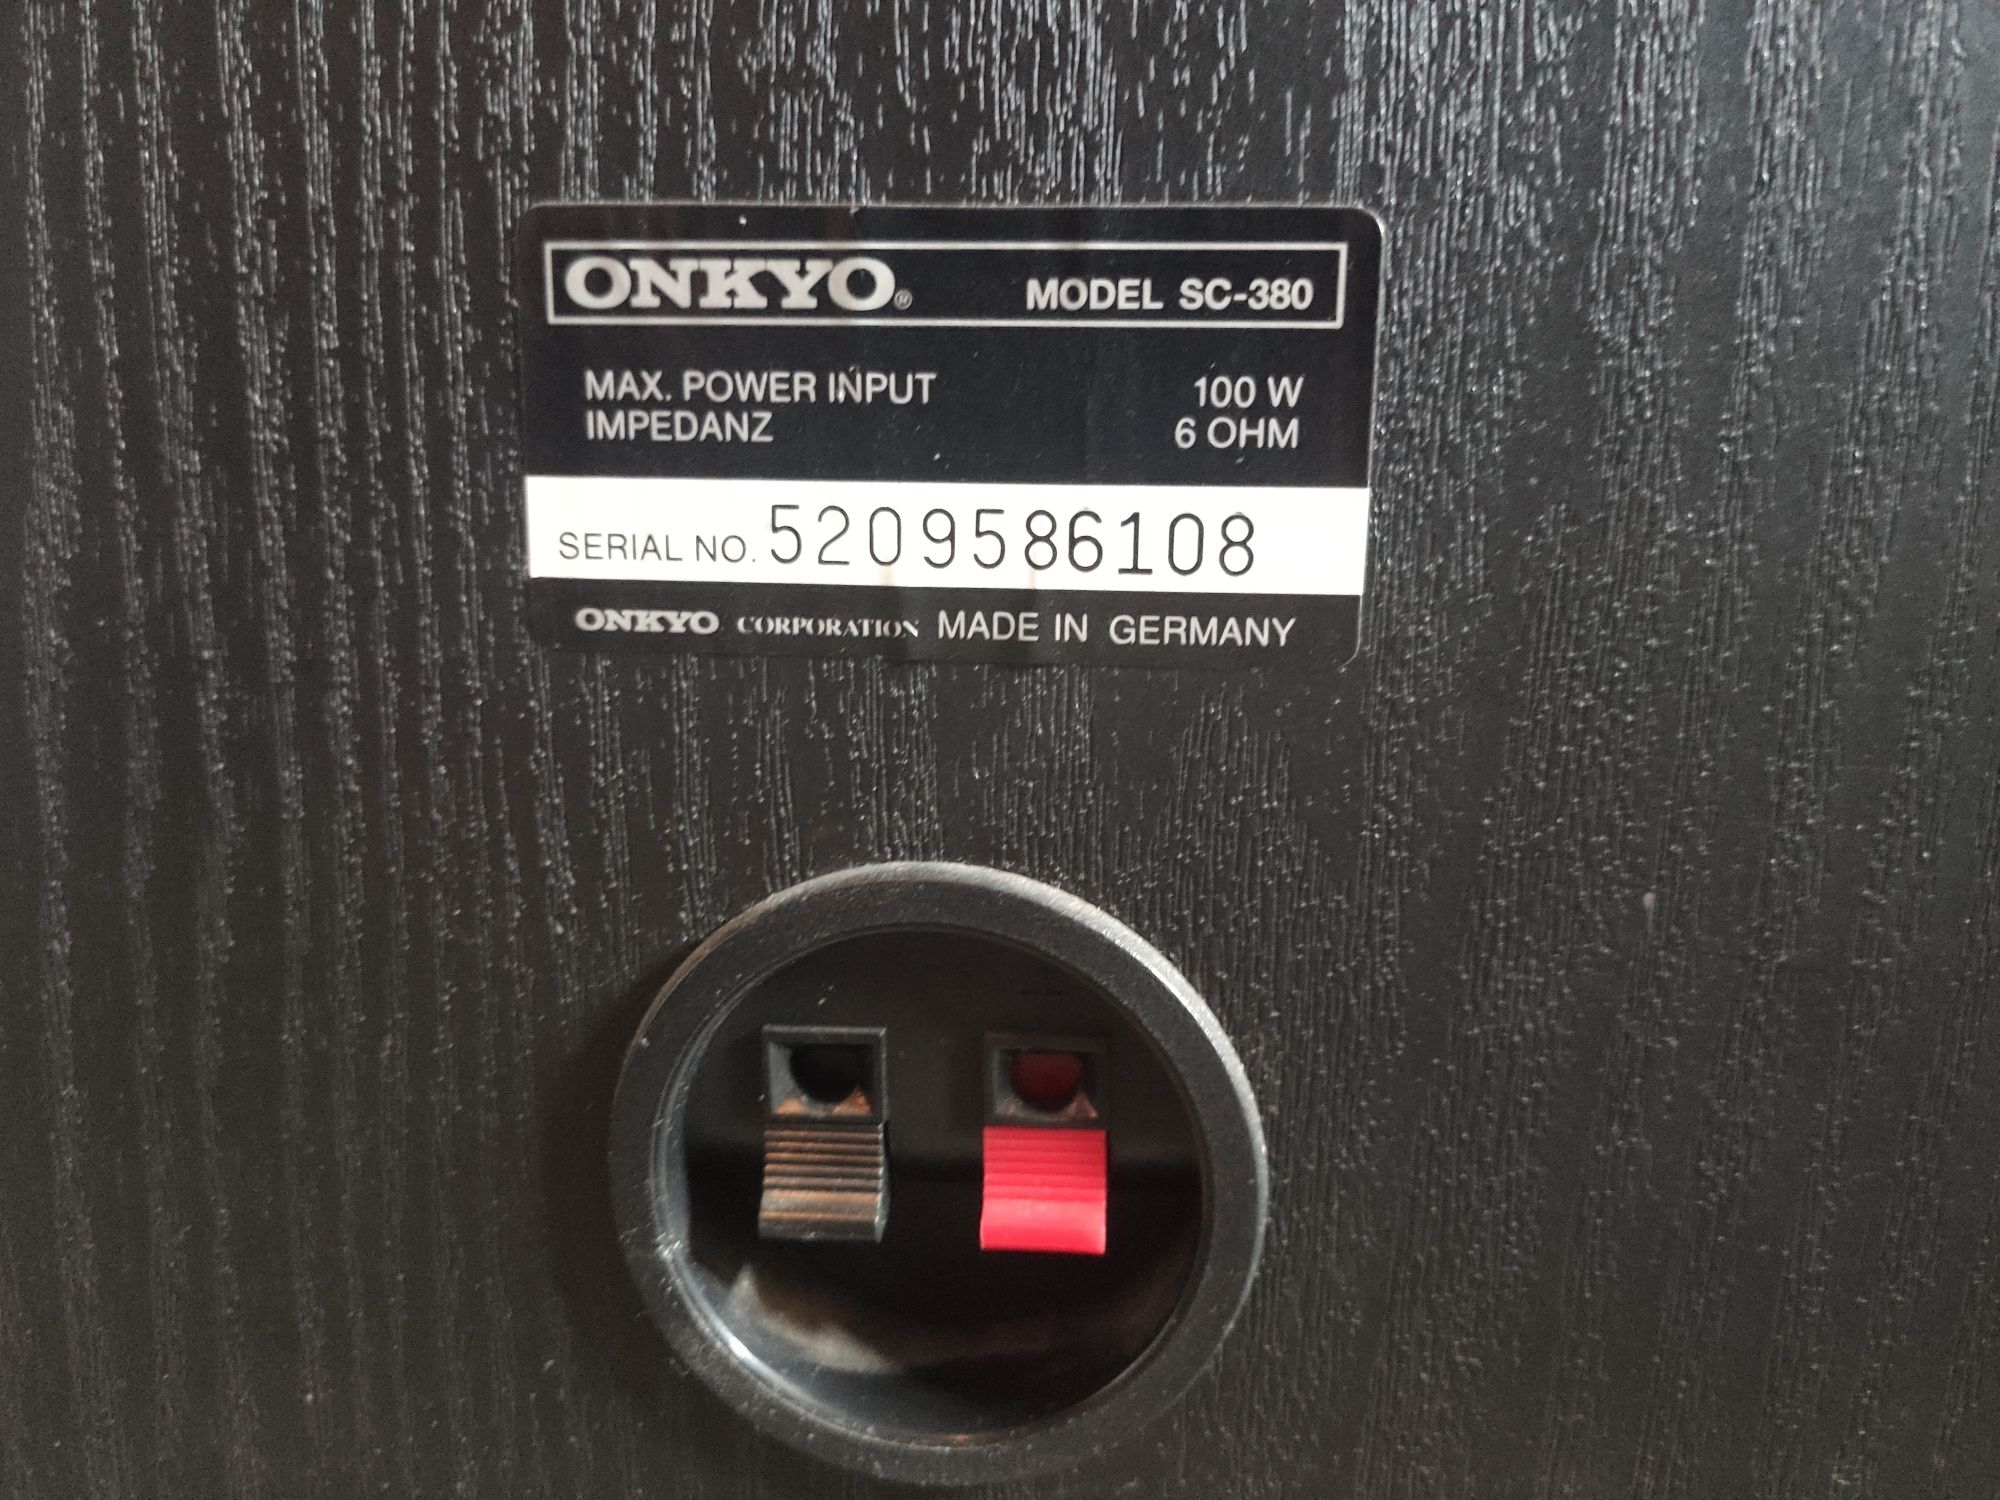 ONKYO® MODEL SC-380
MAX. POWER INPUT 100 W
IMPEDANZ 6 OHM
SERIAL NO. 5209586108
ONKYO CORPORATION MADE IN GERMANY